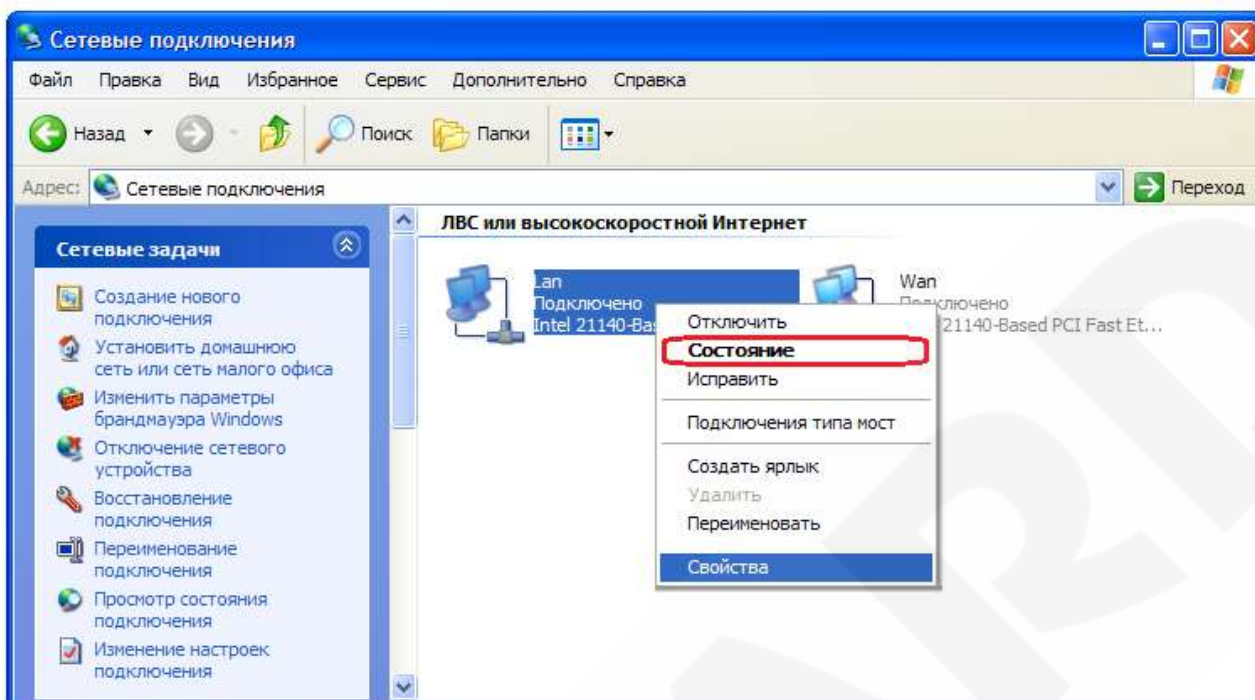 Сетевые подключения
Файл Правка Вид Избранное Сервис Дополнительно Справка
Назад Поиск Папки
Адрес: Сетевые подключения Переход
Сетевые задачи
Создание нового
подключения
Установить домашнюю
сеть или сеть малого офиса
Изменить параметры
брандмауэра Windows
Отключение сетевого
устройства
Восстановление
подключения
Переименование
подключения
Просмотр состояния
подключения
Изменение настроек
подключения
ЛВС или высокоскоростной Интернет
Lan
Подключено
Intel 21140-Bas
Wan
Подключено
21140-Based PCI Fast Et...
Отключить
Состояние
Исправить
Подключения типа мост
Создать ярлык
Удалить
Переименовать
Свойства